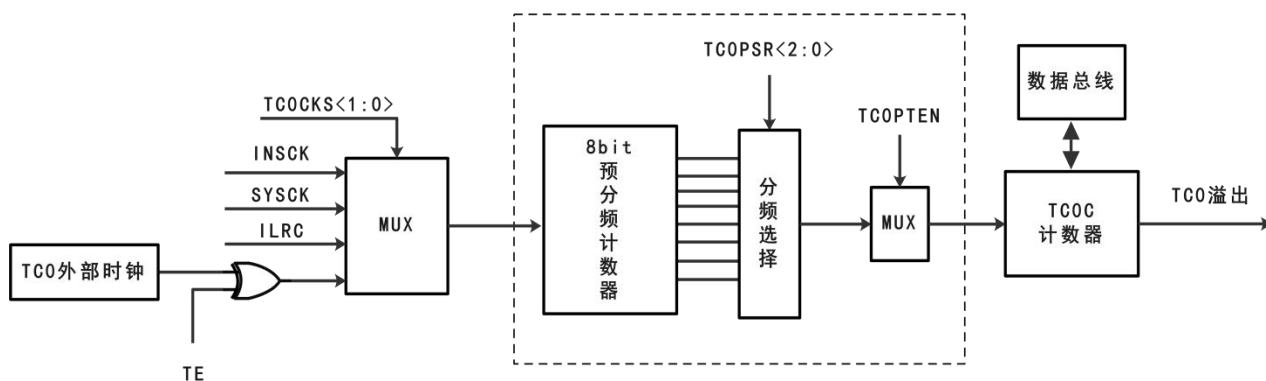 TC0PSR<2:0>
数据总线
TC0CKS<1:0>
TC0PTEN
INSCK
8bit
预分频计数器
分频选择
SYSCK
MUX
MUX
TC0C
计数器
TC0溢出
ILRC
TC0外部时钟
TE